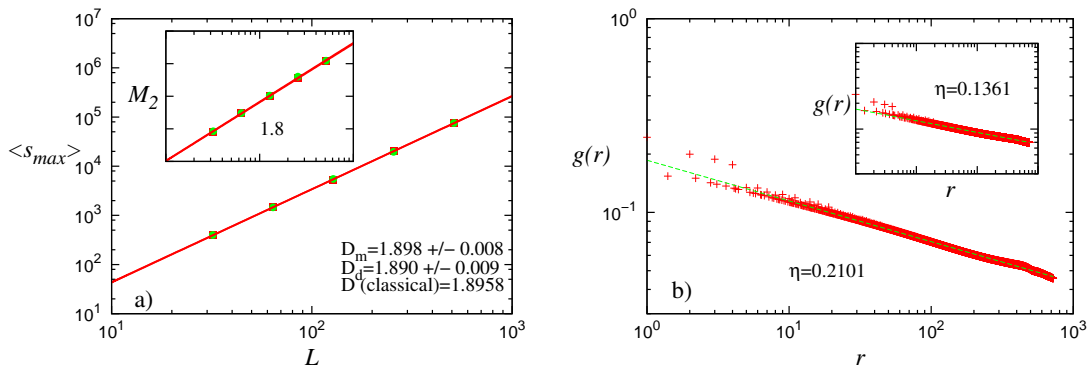 10^7
10^6
10^5
10^4
10^3
10^2
10^1
<s_max>
M_2
1.8
D_m=1.898 +/− 0.008
D_d=1.890 +/− 0.009
D (classical)=1.8958
a)
10^1
10^2
10^3
L
10^0
10^-1
g(r)
g(r)
η=0.1361
r
η=0.2101
b)
10^0
10^1
10^2
10^3
r